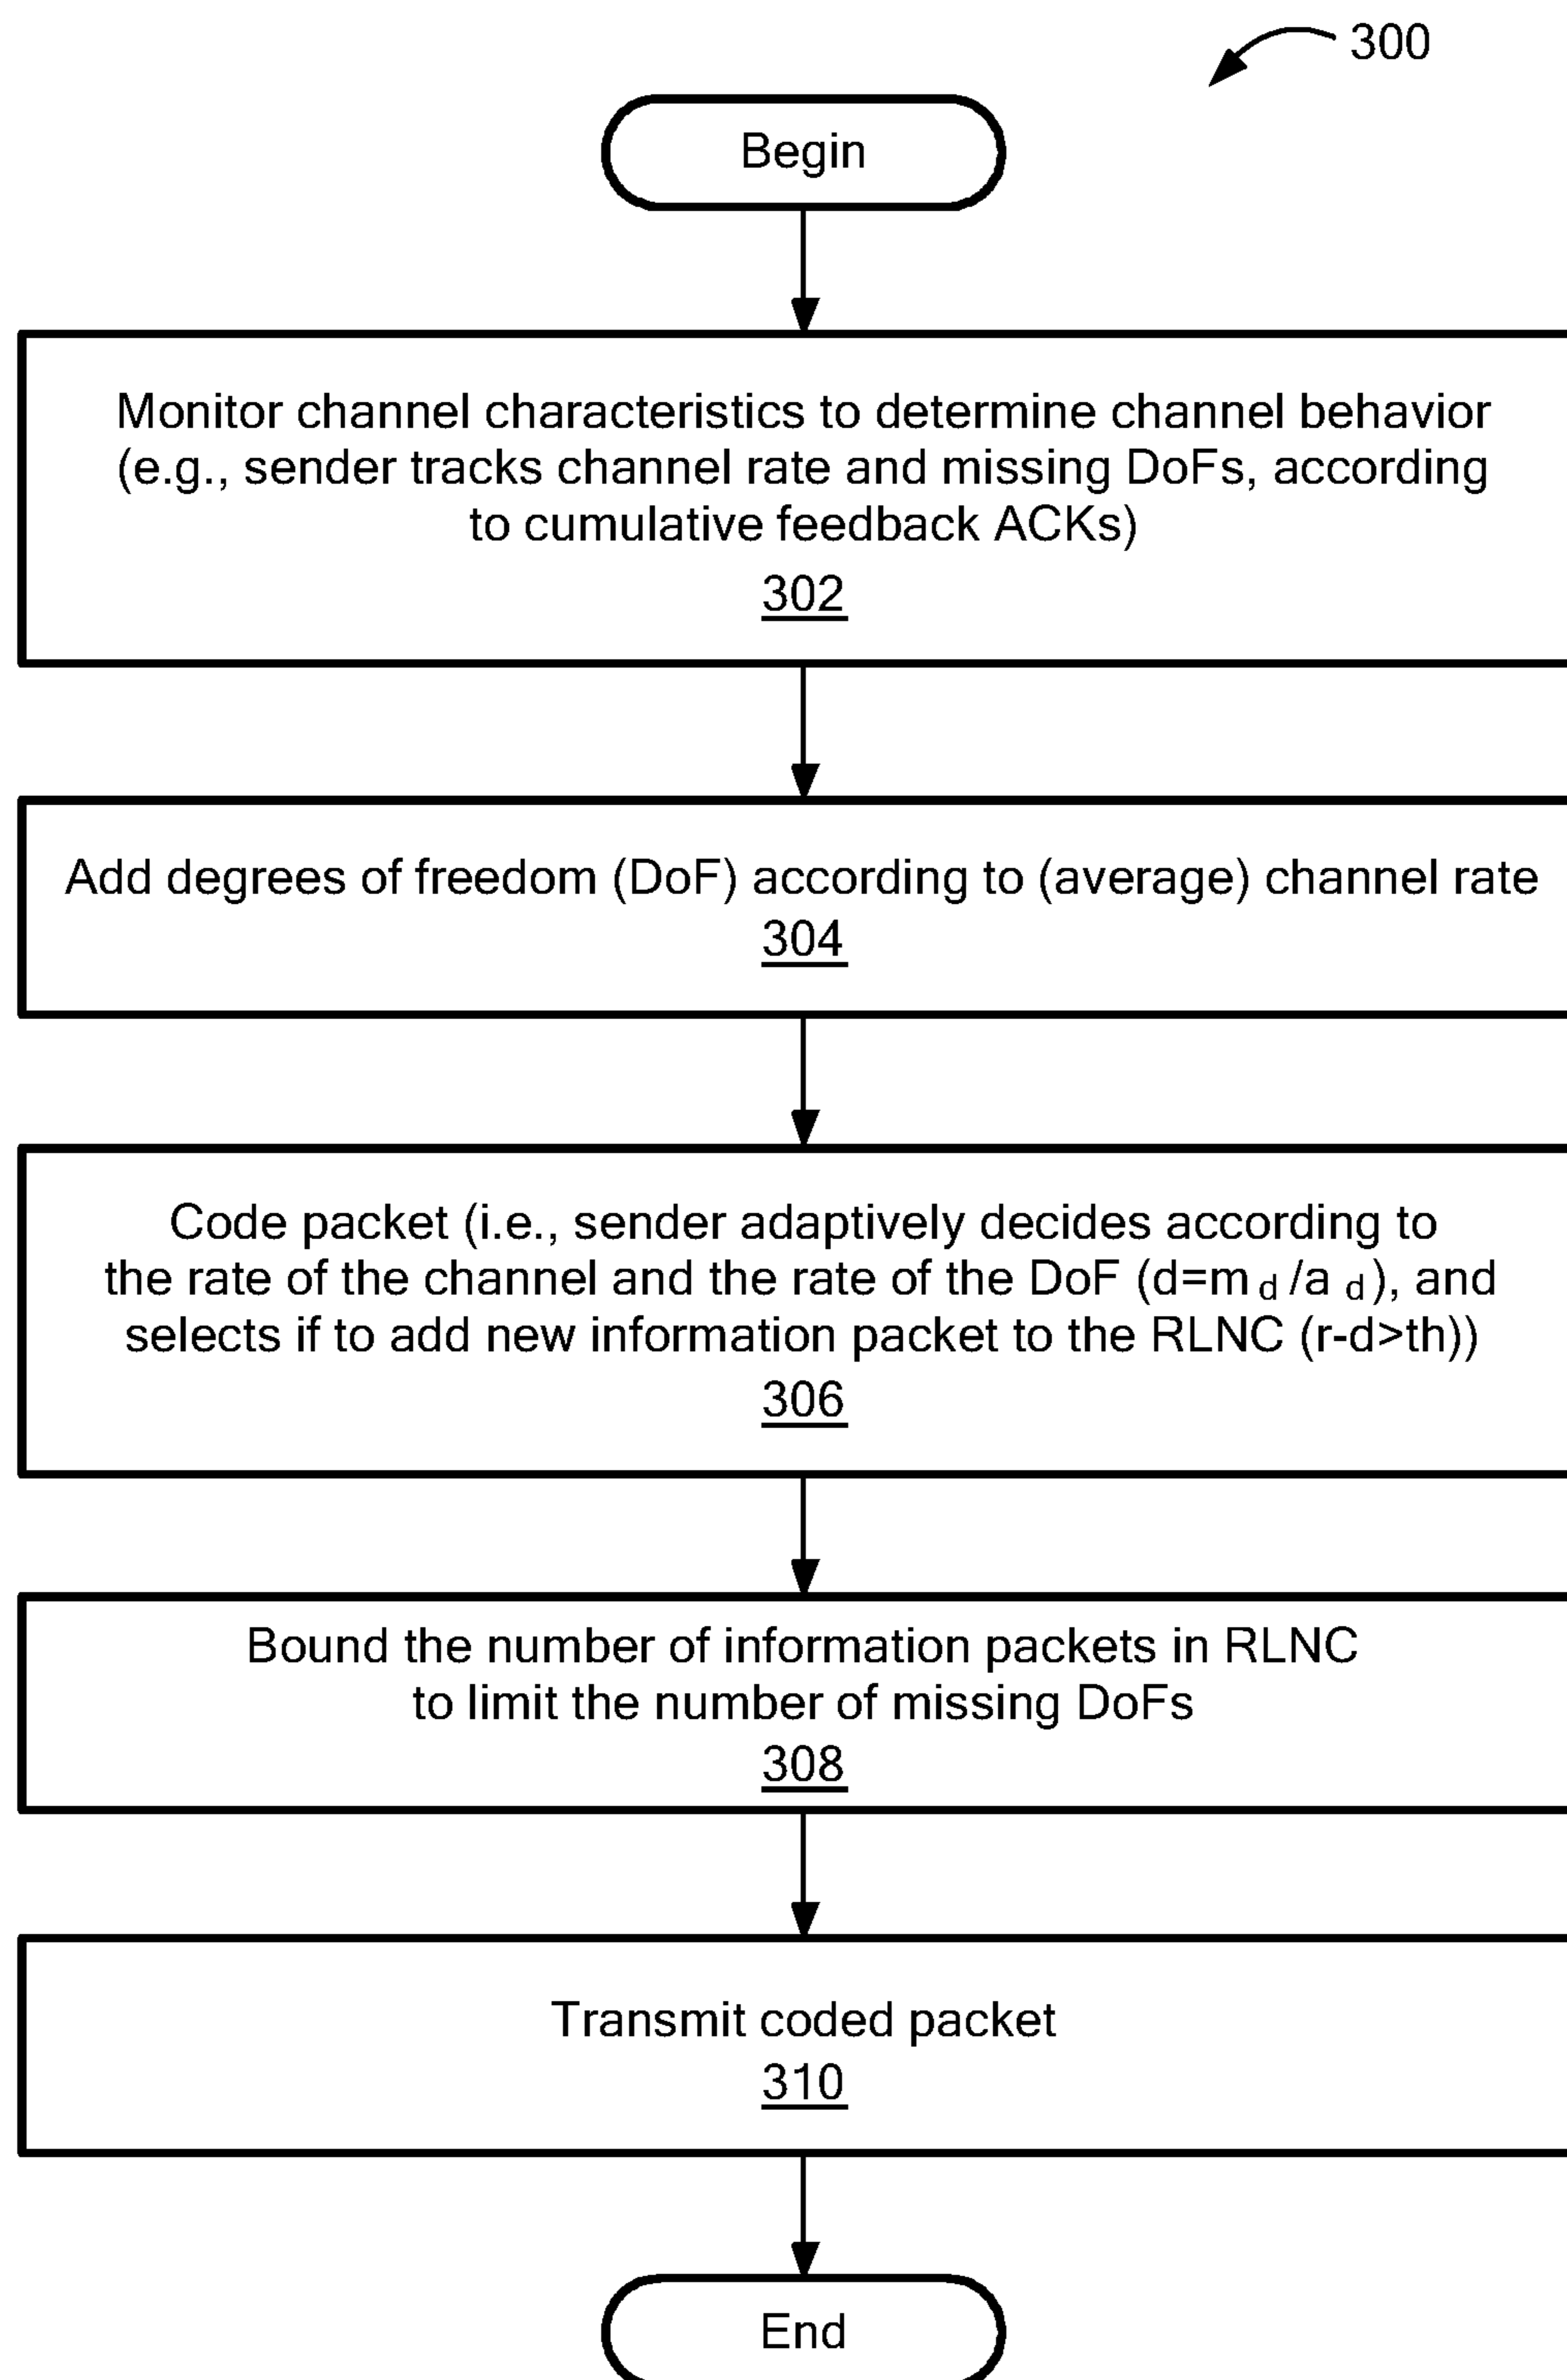 300
Begin
Monitor channel characteristics to determine channel behavior
(e.g., sender tracks channel rate and missing DoFs, according
to cumulative feedback ACKs)
302
Add degrees of freedom (DoF) according to (average) channel rate
304
Code packet (i.e., sender adaptively decides according to
the rate of the channel and the rate of the DoF (d=m d /a d), and
selects if to add new information packet to the RLNC (r-d>th))
306
Bound the number of information packets in RLNC
to limit the number of missing DoFs
308
Transmit coded packet
310
End